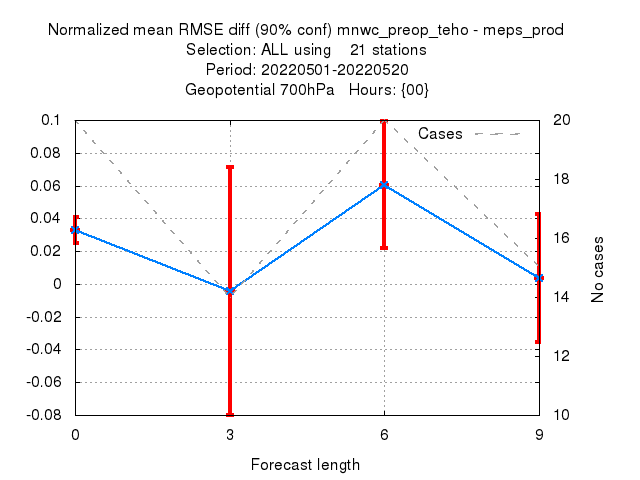 Normalized mean RMSE diff (90% conf) mnwc_preop_teho - meps_prod
Selection: ALL using    21 stations
Period: 20220501-20220520
Geopotential 700hPa   Hours: {00}
0.1
0.08
0.06
0.04
0.02
0
-0.02
-0.04
-0.06
-0.08
Cases
20
18
16
14
12
10
No cases
0 3 6 9
Forecast length